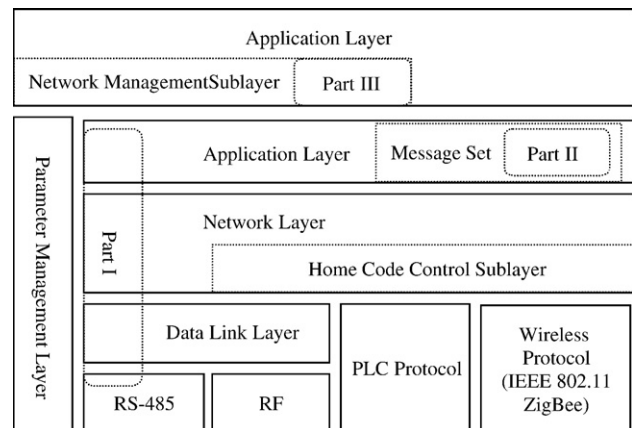 Application Layer
Network ManagementSublayer
Part III
Parameter Management Layer
Part I
Application Layer
Message Set
Part II
Network Layer
Home Code Control Sublayer
Data Link Layer
PLC Protocol
Wireless
Protocol
(IEEE 802.11
ZigBee)
RS-485
RF